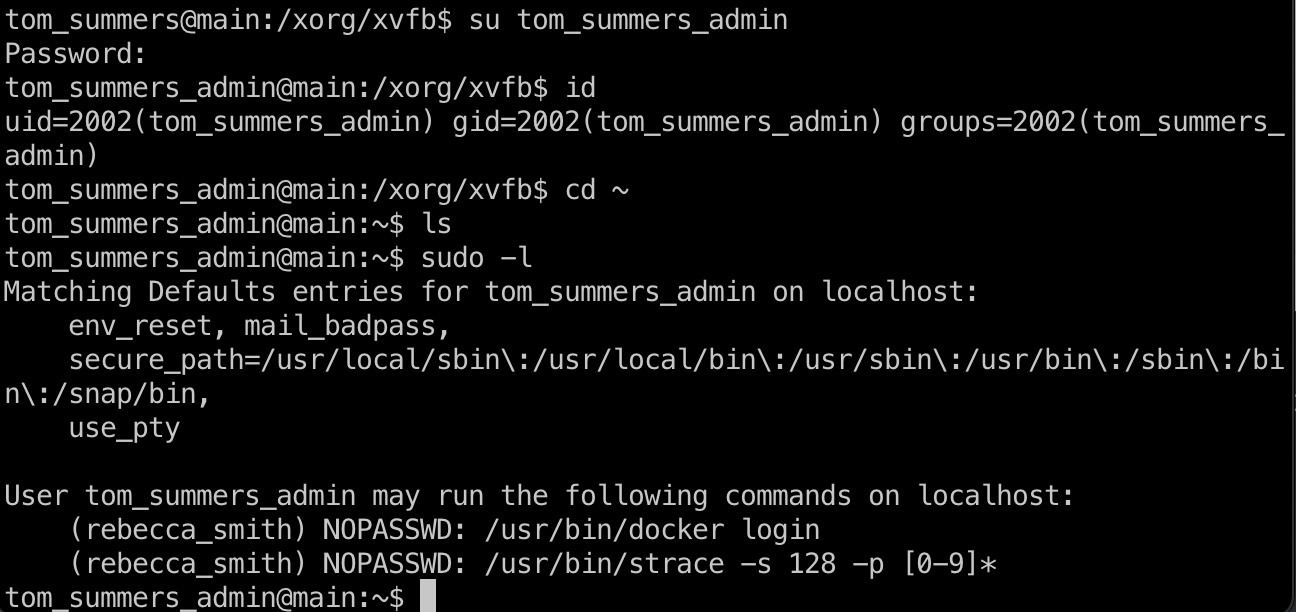 tom_summers@main:/xorg/xvfb$ su tom_summers_admin
Password:
tom_summers_admin@main:/xorg/xvfb$ id
uid=2002(tom_summers_admin) gid=2002(tom_summers_admin) groups=2002(tom_summers_
admin)
tom_summers_admin@main:/xorg/xvfb$ cd ~
tom_summers_admin@main:~$ ls
tom_summers_admin@main:~$ sudo -l
Matching Defaults entries for tom_summers_admin on localhost:
    env_reset, mail_badpass,
    secure_path=/usr/local/sbin\:/usr/local/bin\:/usr/sbin\:/usr/bin\:/sbin\:/bi
n\:/snap/bin,
    use_pty

User tom_summers_admin may run the following commands on localhost:
    (rebecca_smith) NOPASSWD: /usr/bin/docker login
    (rebecca_smith) NOPASSWD: /usr/bin/strace -s 128 -p [0-9]*
tom_summers_admin@main:~$